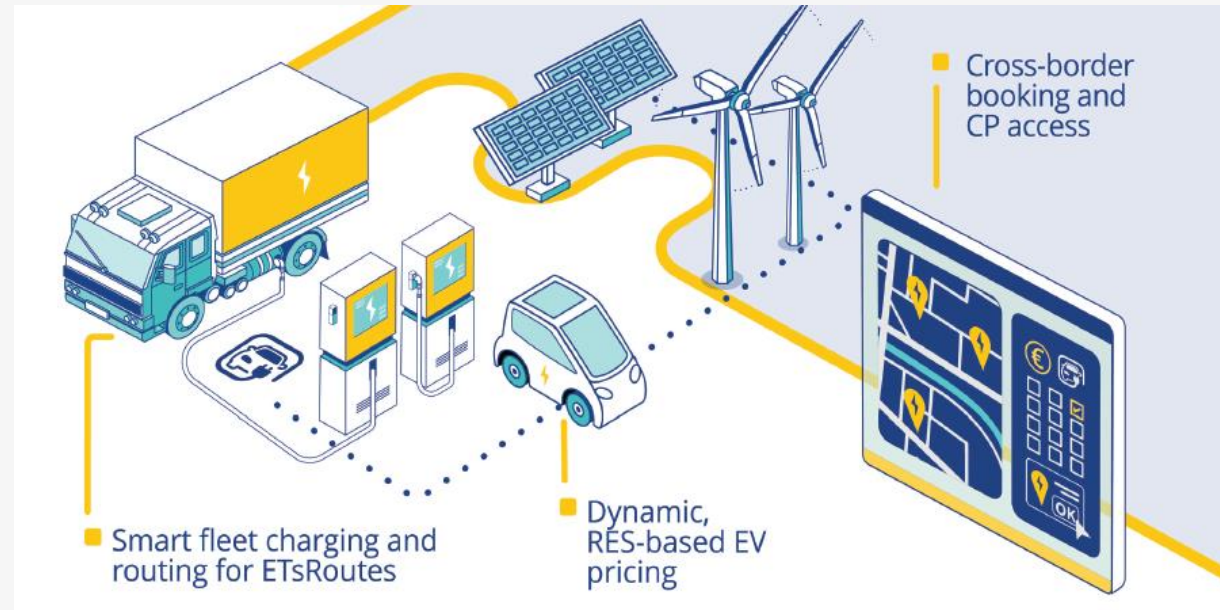 Cross-border
booking and
CP access
€
OK
Smart fleet charging and
routing for ETsRoutes
Dynamic,
RES-based EV
pricing